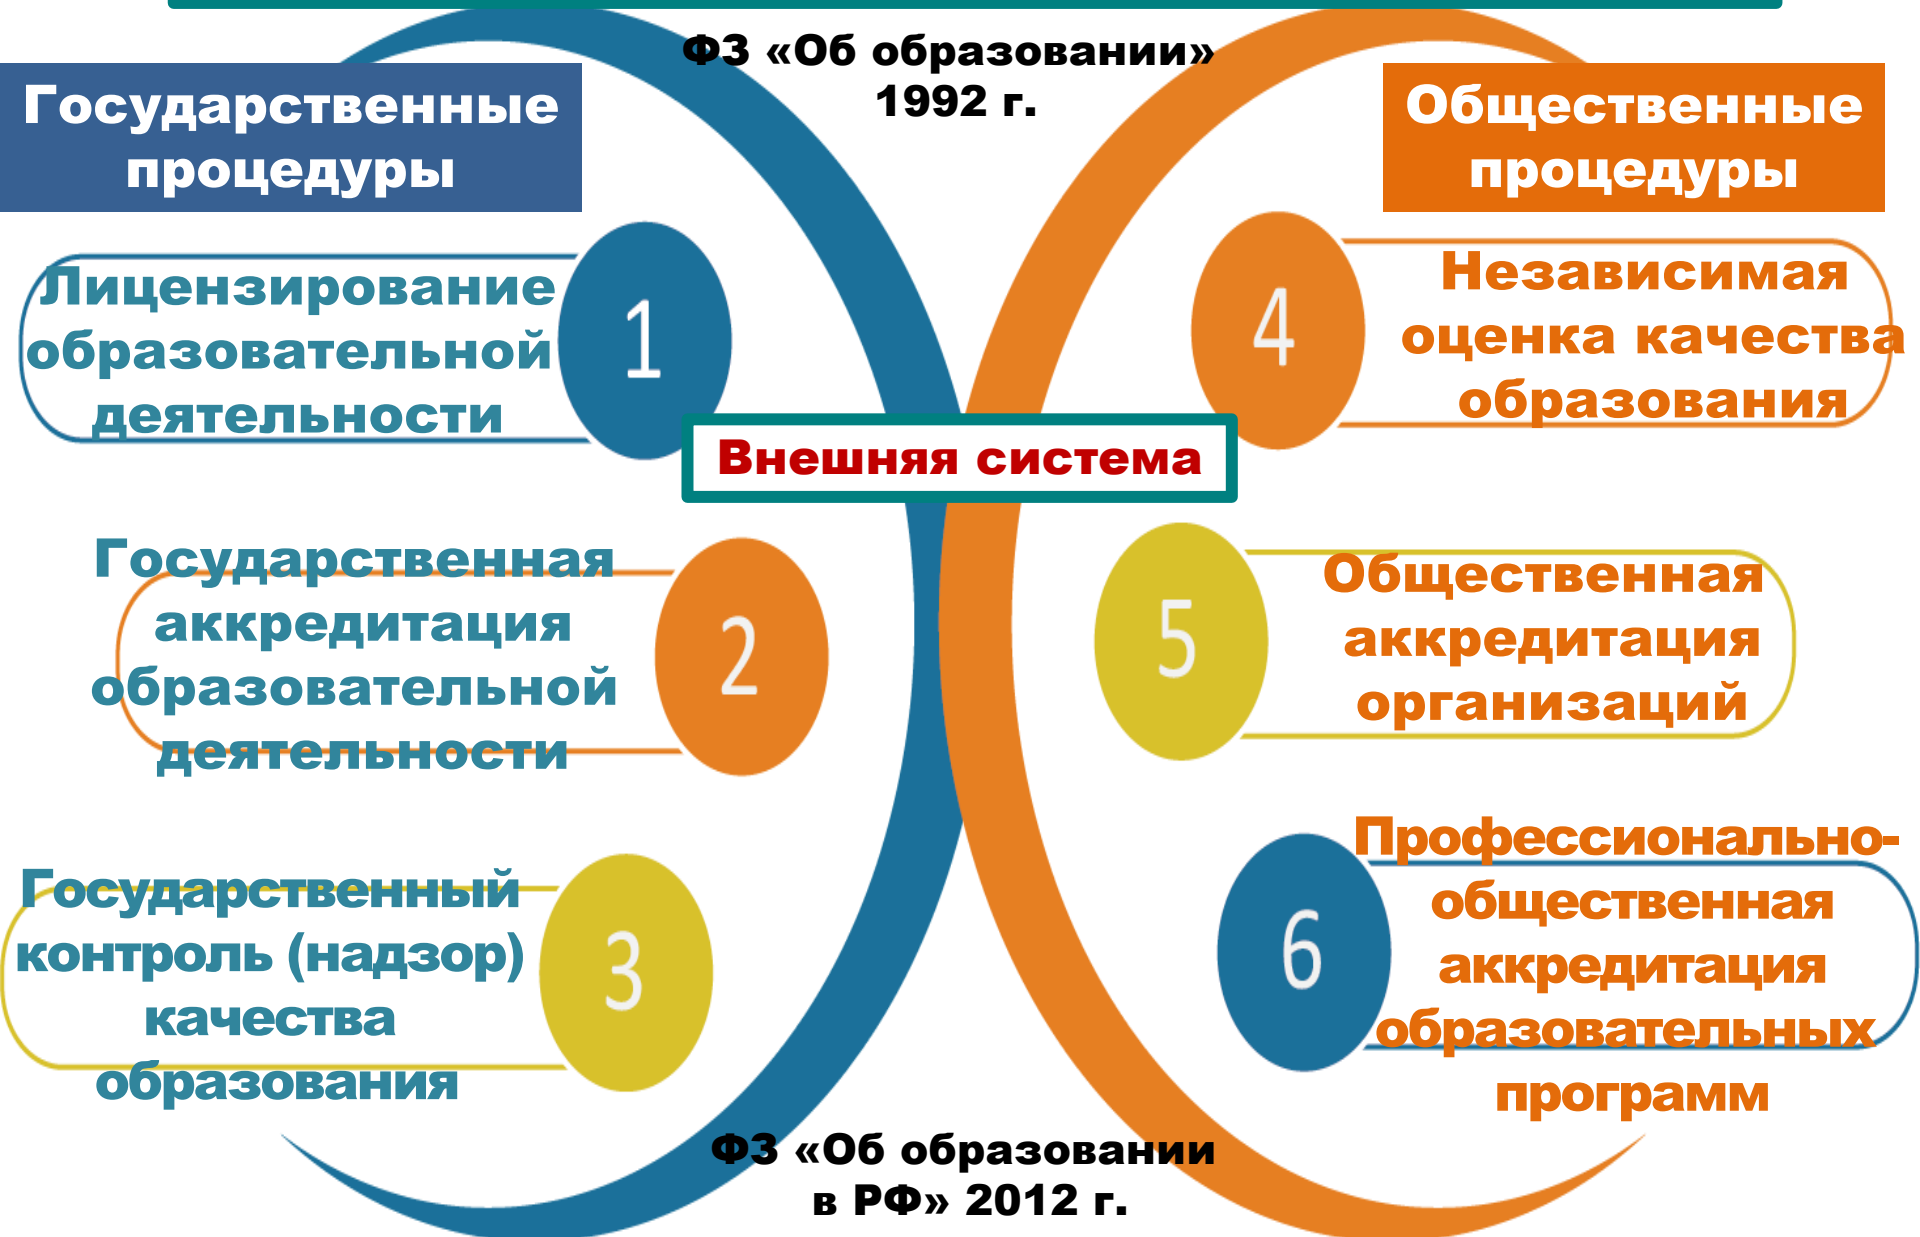 ФЗ «Об образовании»
1992 г.
Государственные
процедуры
Общественные
процедуры
Лицензирование
образовательной
деятельности
1
4
Независимая
оценка качества
образования
Внешняя система
Государственная
аккредитация
образовательной
деятельности
2
5
Общественная
аккредитация
организаций
Государственный
контроль (надзор)
качества
образования
3
6
Профессионально-
общественная
аккредитация
образовательных
программ
ФЗ «Об образовании
в РФ» 2012 г.